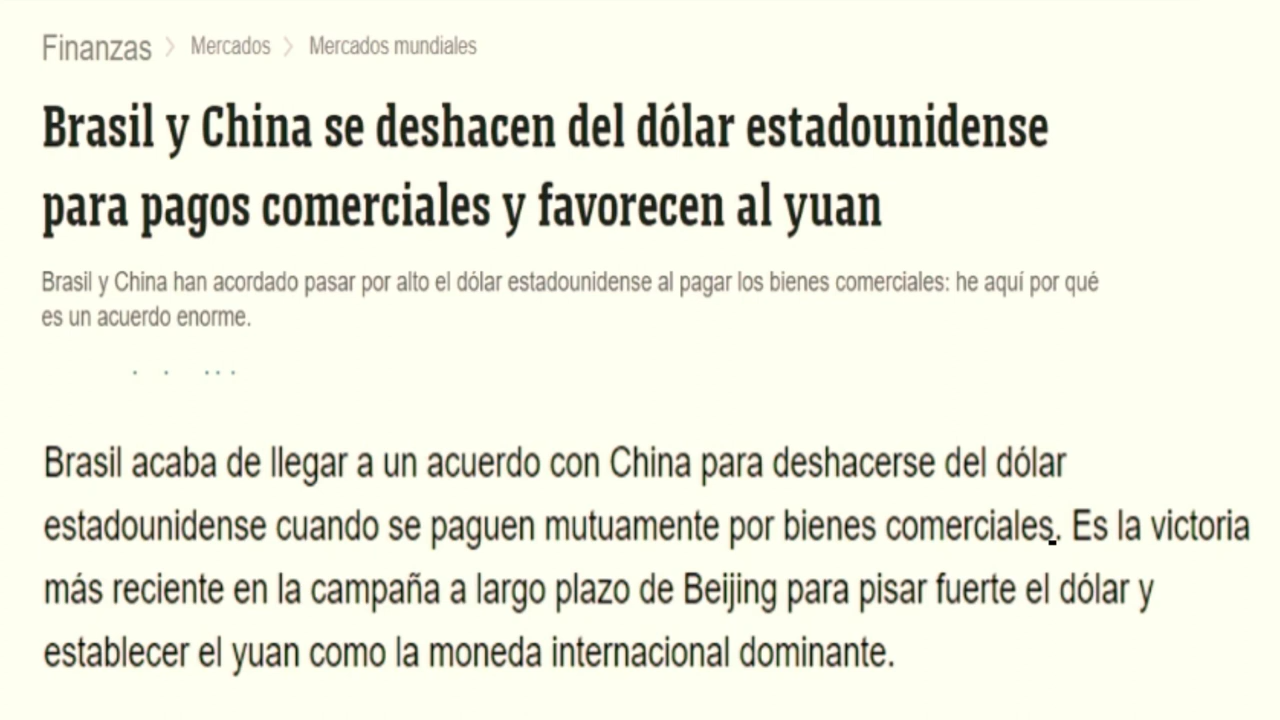 Finanzas > Mercados > Mercados mundiales
Brasil y China se deshacen del dólar estadounidense
para pagos comerciales y favorecen al yuan
Brasil y China han acordado pasar por alto el dólar estadounidense al pagar los bienes comerciales: he aquí por qué
es un acuerdo enorme.
Brasil acaba de llegar a un acuerdo con China para deshacerse del dólar
estadounidense cuando se paguen mutuamente por bienes comerciales. Es la victoria
más reciente en la campaña a largo plazo de Beijing para pisar fuerte el dólar y
establecer el yuan como la moneda internacional dominante.